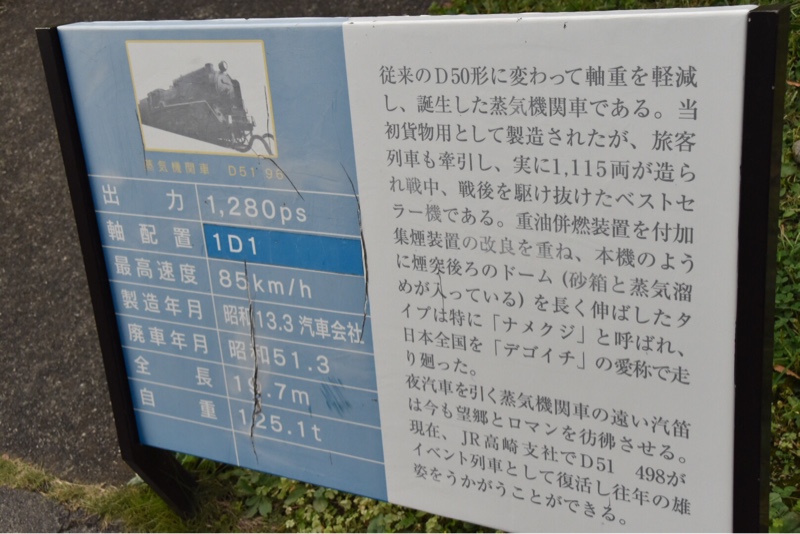 蒸気機関車 D51 96
出力 1,280ps
軸配置 1D1
最高速度 85km/h
製造年月 昭和13.3 汽車会社
廃車年月 昭和51.3
全長 19.7m
自重 125.1t
従来のD50形に変わって軸重を軽減
し、誕生した蒸気機関車である。当
初貨物用として製造されたが、旅客
列車も牽引し、実に1,115両が造ら
れ戦中、戦後を駆け抜けたベストセ
ラー機である。重油併燃装置を付加
集煙装置の改良を重ね、本機のよう
に煙突後ろのドーム(砂箱と蒸気溜
めが入っている)を長く伸ばしたタ
イプは特に「ナメクジ」と呼ばれ、
日本全国を「デゴイチ」の愛称で走
り廻った。
夜汽車を引く蒸気機関車の遠い汽笛
は今も望郷とロマンを彷彿させる。
現在、JR高崎支社でD51 498が
イベント列車として復活し往年の雄
姿をうかがうことができる。